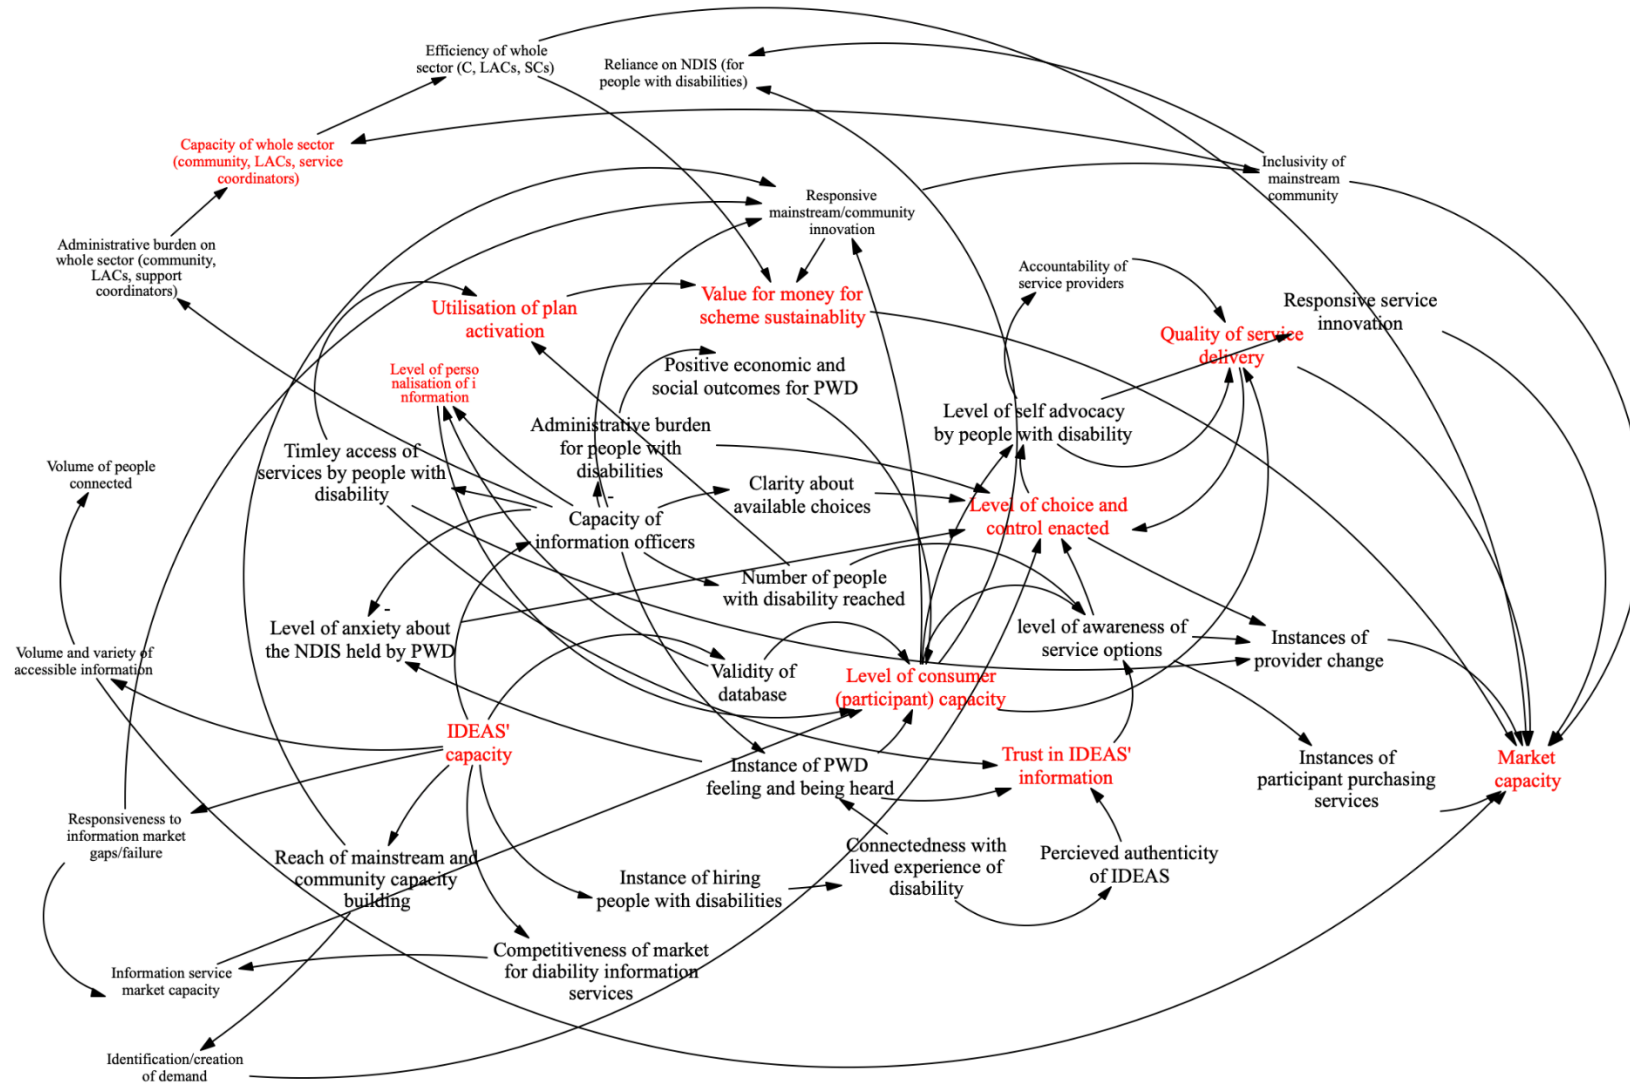 Efficiency of whole
sector (C, LACs, SCs)
Reliance on NDIS (for
people with disabilities)
Capacity of whole sector
(community, LACs, service
coordinators)
Inclusivity of
mainstream
community
Responsive
mainstream/community
innovation
Administrative burden on
whole sector (community,
LACs, support
coordinators)
Accountability of
service providers
Utilisation of plan
activation
Value for money for
scheme sustainablity
Responsive service
innovation
Quality of service
delivery
Level of perso
nalisation of i
nformation
Positive economic and
social outcomes for PWD
Administrative burden
for people with
disabilities
-
Level of self advocacy
by people with disability
Timley access of
services by people with
disability
Volume of people
connected
Clarity about
available choices
Level of choice and
control enacted
Capacity of
information officers
Number of people
with disability reached
-
Level of anxiety about
the NDIS held by PWD
level of awareness of
service options
Instances of
provider change
Volume and variety of
accessible information
Validity of
database
Level of consumer
(participant) capacity
IDEAS'
capacity
Instance of PWD
feeling and being heard
Trust in IDEAS'
information
Instances of
participant purchasing
services
Market
capacity
Responsiveness to
information market
gaps/failure
Reach of mainstream and
community capacity
building
Instance of hiring
people with disabilities
Connectedness with
lived experience of
disability
Percieved authenticity
of IDEAS
Competitiveness of market
for diability information
services
Information service
market capacity
Identification/creation
of demand